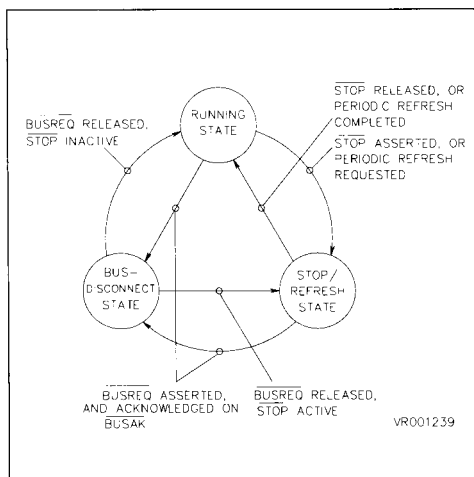 RUNNING
STATE
BUSREQ RELEASED,
STOP INACTIVE
STOP RELEASED, OR
PERIODIC REFRESH
COMPLETED
STOP ASSERTED, OR
PERIODIC REFRESH
REQUESTED
BUS-
DISCONNECT
STATE
STOP/
REFRESH
STATE
BUSREQ ASSERTED,
AND ACKNOWLEDGED ON
BUSAK
BUSREQ RELEASED,
STOP ACTIVE
VR001239